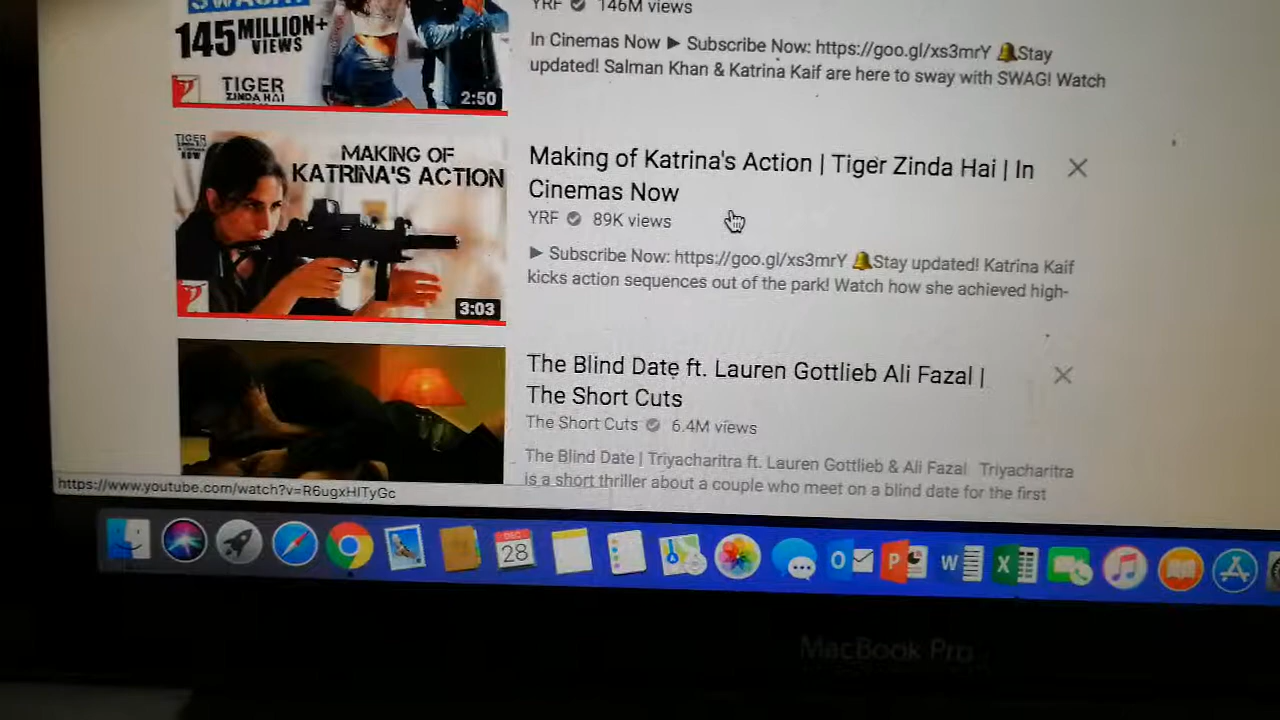 145 MILLION+
VIEWS
TIGER
ZINDA HAI
2:50
YRF 146M views
In Cinemas Now ► Subscribe Now: https://goo.gl/xs3mrY 🔔Stay
updated! Salman Khan & Katrina Kaif are here to sway with SWAG! Watch
TIGER
MAKING OF
KATRINA'S ACTION
3:03
Making of Katrina's Action | Tiger Zinda Hai | In
Cinemas Now
YRF 89K views
► Subscribe Now: https://goo.gl/xs3mrY 🔔Stay updated! Katrina Kaif
kicks action sequences out of the park! Watch how she achieved high-
The Blind Date ft. Lauren Gottlieb Ali Fazal |
The Short Cuts
The Short Cuts 6.4M views
The Blind Date | Triyacharitra ft. Lauren Gottlieb & Ali Fazal Triyacharitra
is a short thriller about a couple who meet on a blind date for the first
https://www.youtube.com/watch?v=R6ugxHITyGc
DEC
28
MacBook Pro